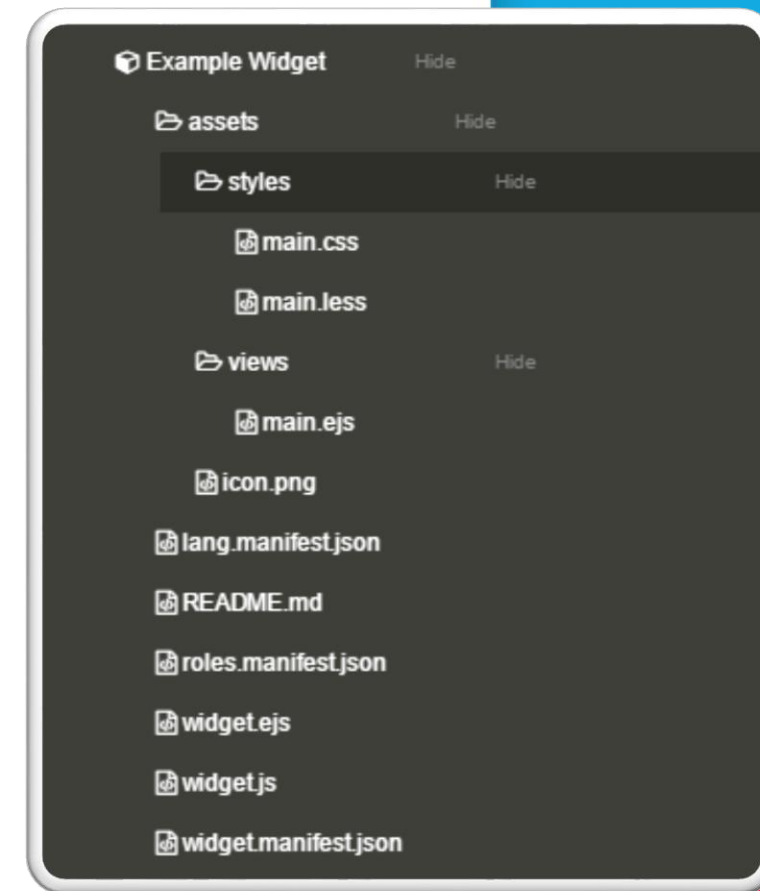 Example Widget Hide
assets Hide
styles Hide
main.css
main.less
views Hide
main.ejs
icon.png
lang.manifest.json
README.md
roles.manifest.json
widget.ejs
widget.js
widget.manifest.json